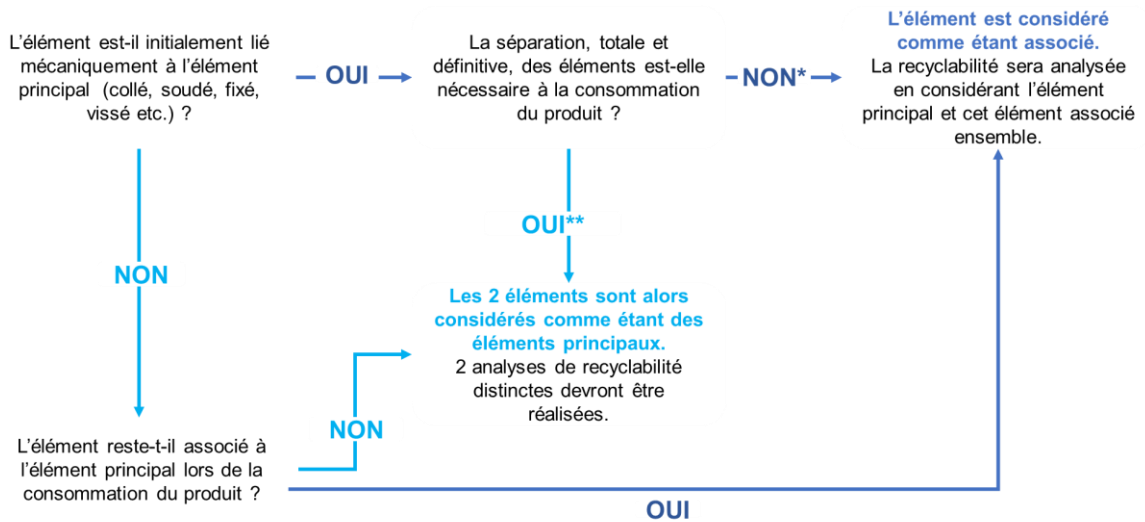 L’élément est-il initialement lié
mécaniquement à l’élément
principal (collé, soudé, fixé,
vissé etc.) ?
OUI
La séparation, totale et
définitive, des éléments est-elle
nécessaire à la consommation
du produit ?
NON*
L’élément est considéré
comme étant associé.
La recyclabilité sera analysée
en considérant l’élément
principal et cet élément associé
ensemble.
OUI**
NON
Les 2 éléments sont alors
considérés comme étant des
éléments principaux.
2 analyses de recyclabilité
distinctes devront être
réalisées.
L’élément reste-t-il associé à
l’élément principal lors de la
consommation du produit ?
NON
OUI